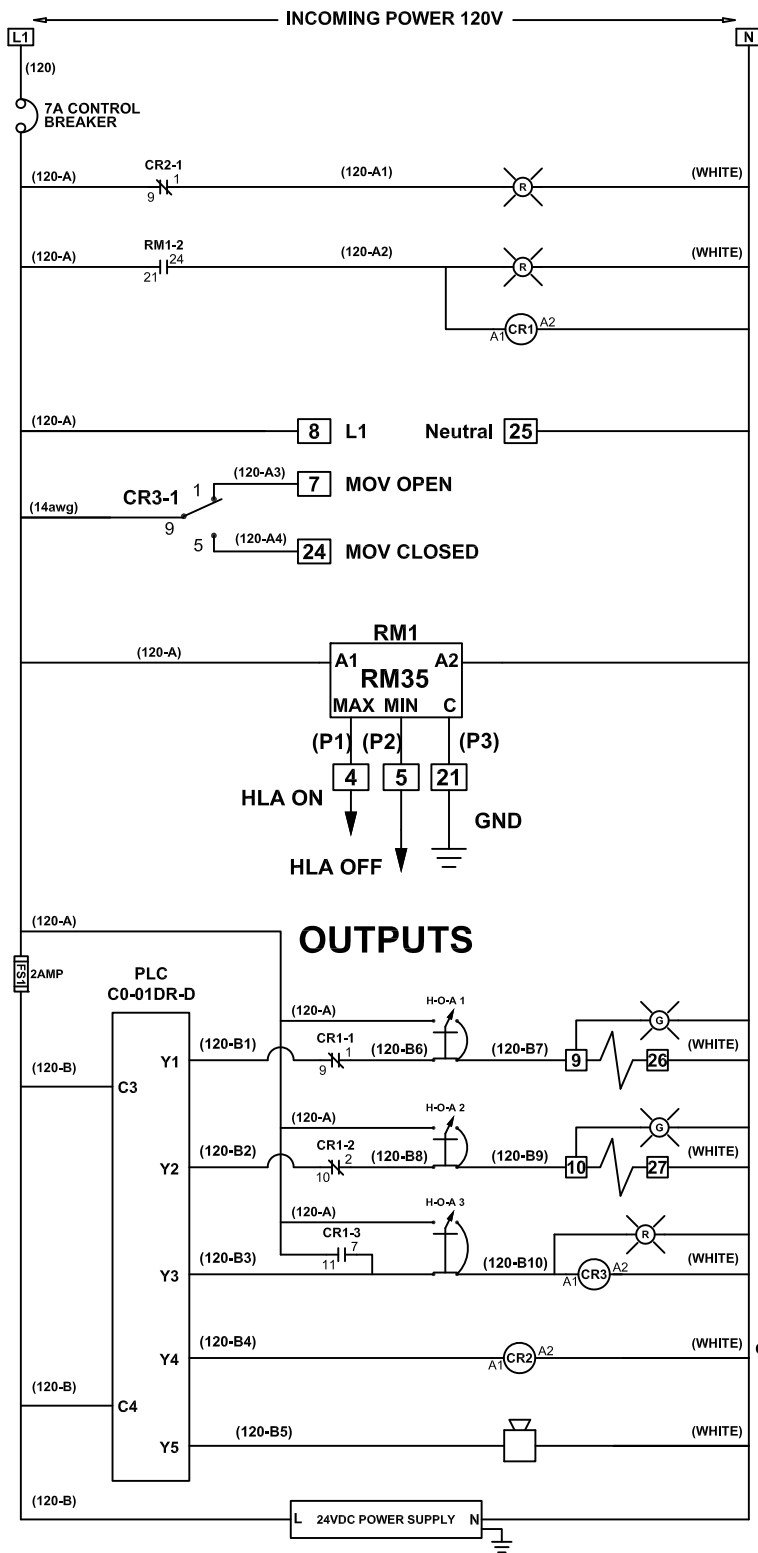 INCOMING POWER 120V
L1
N
(120)
7A CONTROL
BREAKER
CR2-1
(120-A)
1
9
(120-A1)
R
(WHITE)
RM1-2
(120-A)
24
21
(120-A2)
R
(WHITE)
A1
CR1
A2
(120-A)
8 L1
Neutral 25
(120-A3)
7 MOV OPEN
CR3-1
1
(14awg)
9
5
(120-A4)
24 MOV CLOSED
RM1
(120-A)
A1 A2
RM35
MAX MIN C
(P1) (P2) (P3)
4 5 21
HLA ON
GND
HLA OFF
(120-A)
OUTPUTS
FS1
2AMP
PLC
C0-01DR-D
(120-A)
H-O-A 1
G
Y1
(120-B1)
CR1-1
1
9
(120-B6)
(120-B7)
9
26
(WHITE)
(120-B)
C3
(120-A)
H-O-A 2
G
Y2
(120-B2)
CR1-2
2
10
(120-B8)
(120-B9)
10
27
(WHITE)
(120-A)
H-O-A 3
R
CR1-3
7
11
Y3
(120-B3)
(120-B10)
A1
CR3
A2
(WHITE)
Y4
(120-B4)
A1
CR2
A2
(WHITE)
(120-B)
C4
Y5
(120-B5)
(WHITE)
(120-B)
L 24VDC POWER SUPPLY N